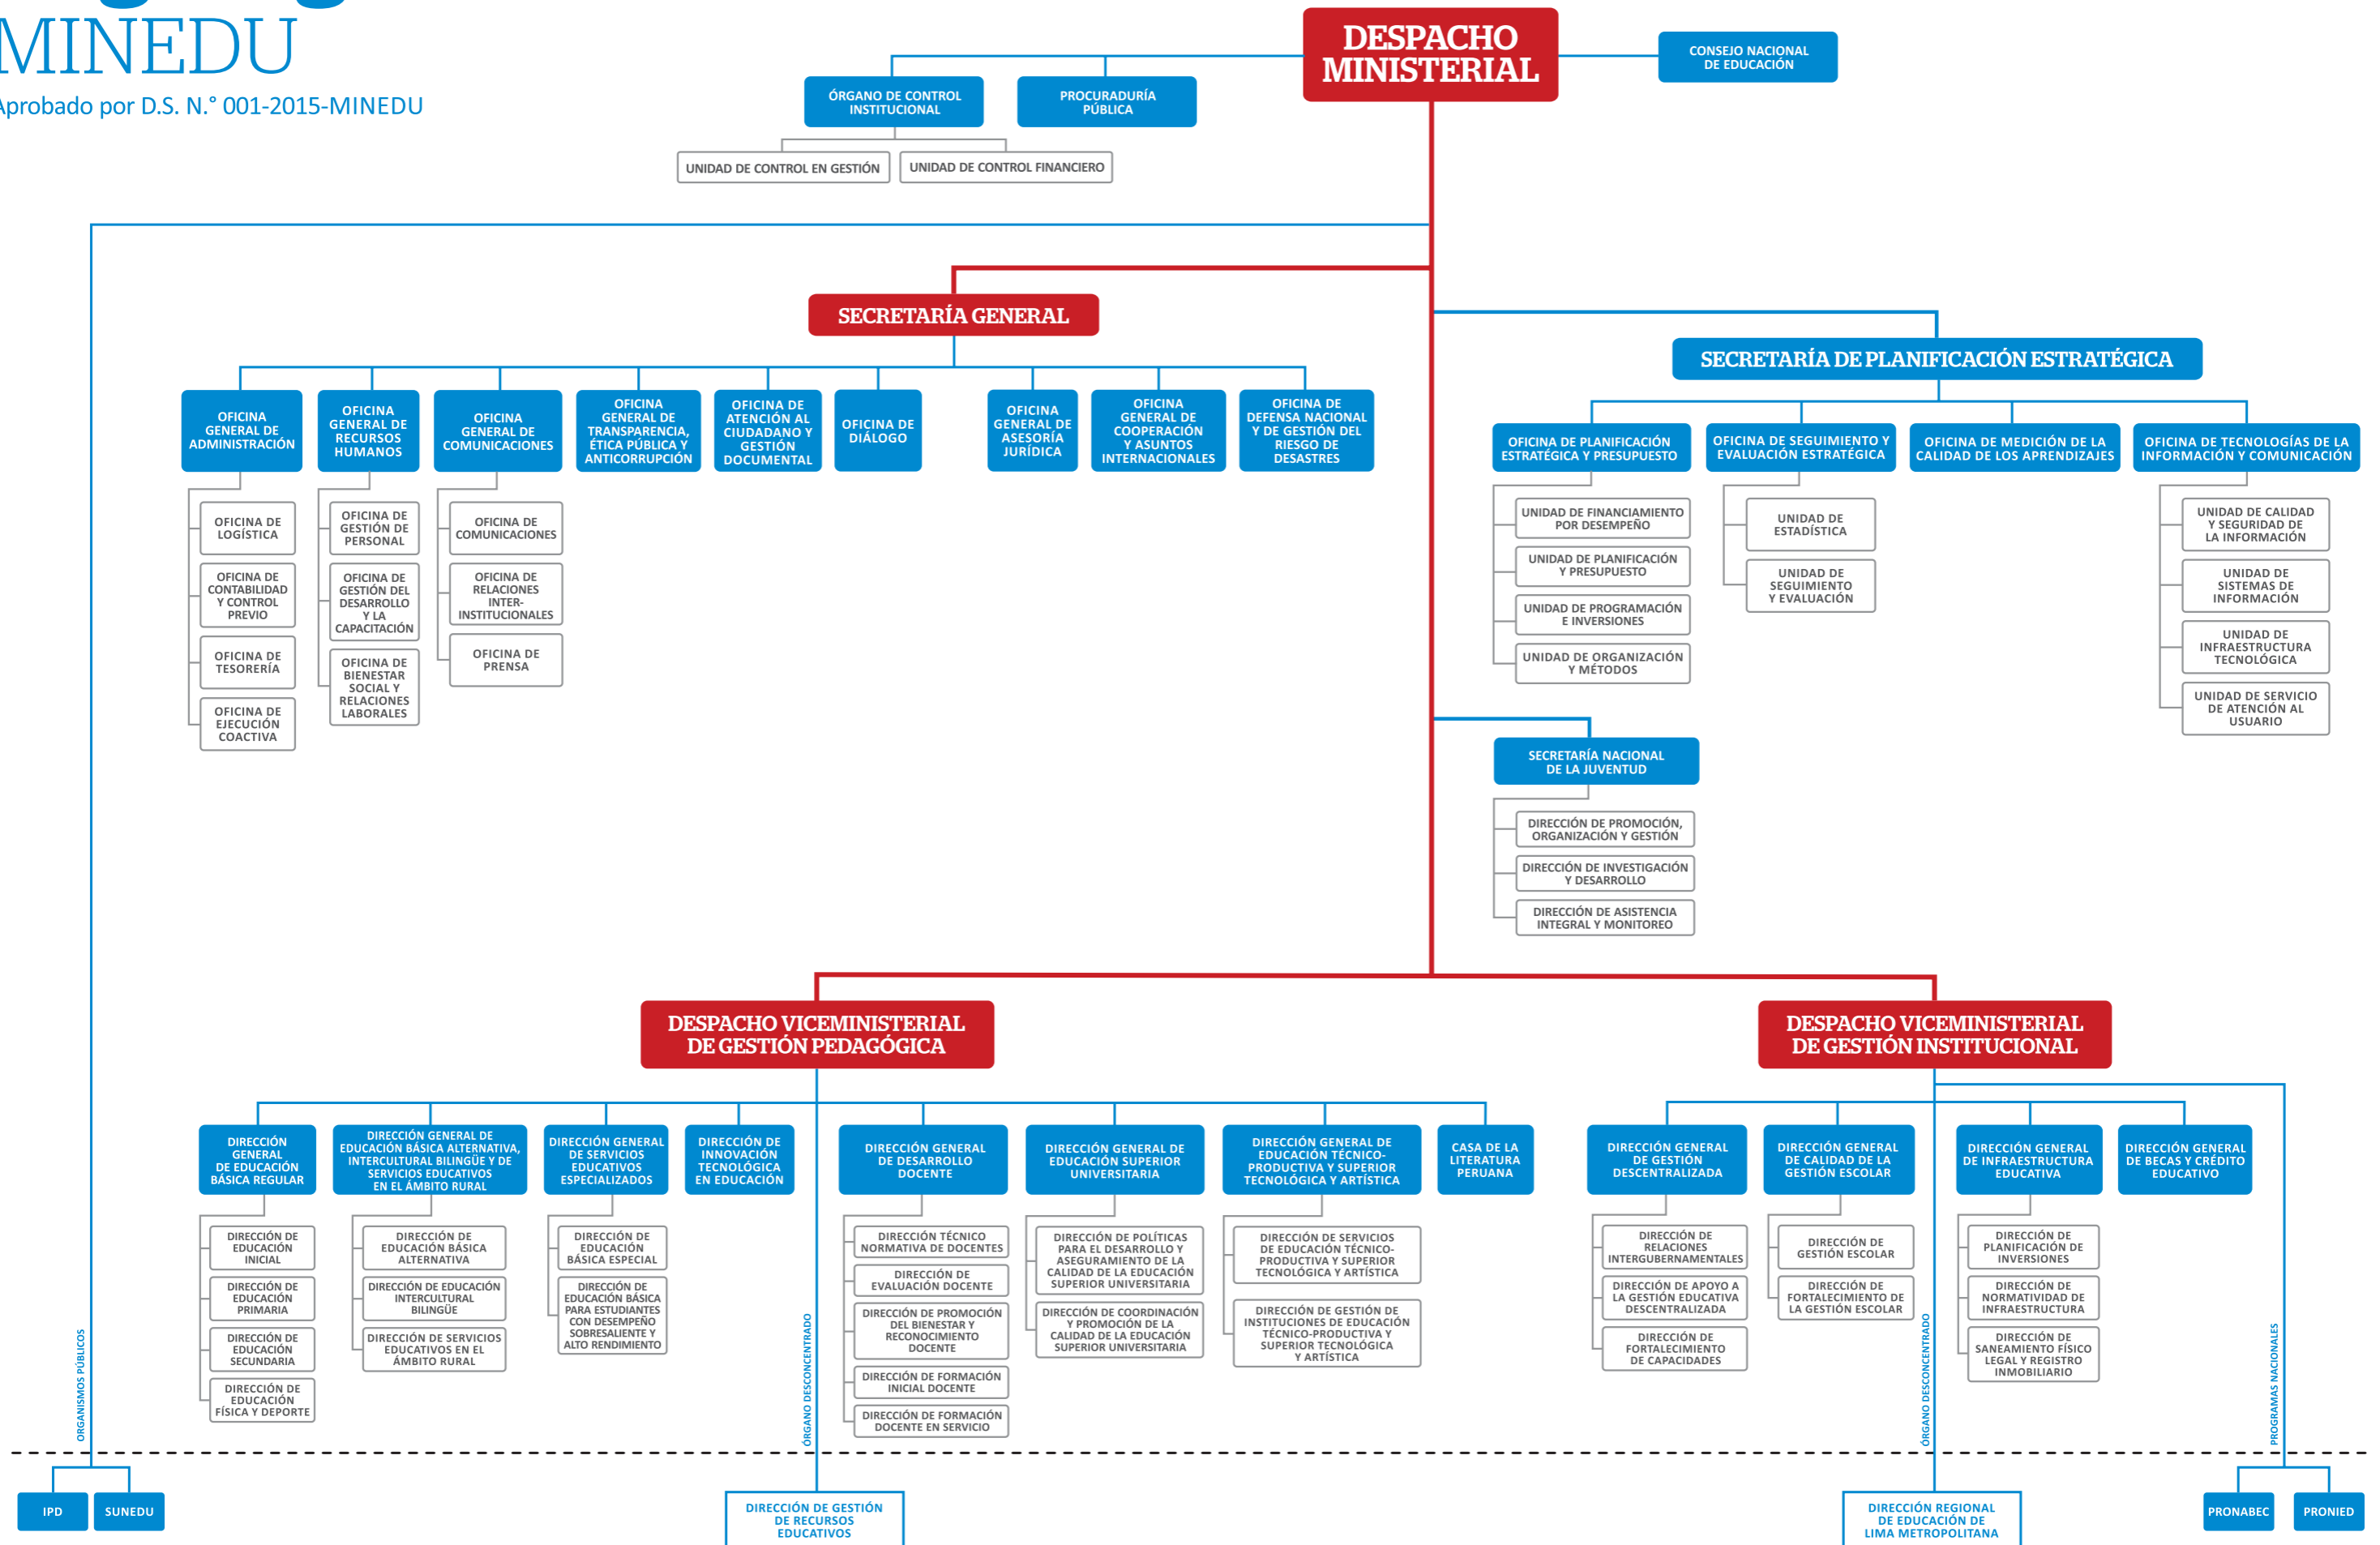 MINEDU
Aprobado por D.S. N.° 001-2015-MINEDU
DESPACHO
MINISTERIAL
CONSEJO NACIONAL
DE EDUCACIÓN
ÓRGANO DE CONTROL
INSTITUCIONAL
PROCURADURÍA
PÚBLICA
UNIDAD DE CONTROL EN GESTIÓN
UNIDAD DE CONTROL FINANCIERO
SECRETARÍA GENERAL
OFICINA
GENERAL DE
ADMINISTRACIÓN
OFICINA
GENERAL DE
RECURSOS
HUMANOS
OFICINA
GENERAL DE
COMUNICACIONES
OFICINA
GENERAL DE
TRANSPARENCIA,
ÉTICA PÚBLICA Y
ANTICORRUPCIÓN
OFICINA DE
ATENCIÓN AL
CIUDADANO Y
GESTIÓN
DOCUMENTAL
OFICINA DE
DIÁLOGO
OFICINA
GENERAL DE
ASESORÍA
JURÍDICA
OFICINA
GENERAL DE
COOPERACIÓN
Y ASUNTOS
INTERNACIONALES
OFICINA DE
DEFENSA NACIONAL
Y DE GESTIÓN DEL
RIESGO DE
DESASTRES
OFICINA DE
LOGÍSTICA
OFICINA DE
CONTABILIDAD
Y CONTROL
PREVIO
OFICINA DE
TESORERÍA
OFICINA DE
EJECUCIÓN
COACTIVA
OFICINA DE
GESTIÓN DE
PERSONAL
OFICINA DE
GESTIÓN DEL
DESARROLLO
Y LA
CAPACITACIÓN
OFICINA DE
BIENESTAR
SOCIAL Y
RELACIONES
LABORALES
OFICINA DE
COMUNICACIONES
OFICINA DE
RELACIONES
INTER-
INSTITUCIONALES
OFICINA DE
PRENSA
SECRETARÍA DE PLANIFICACIÓN ESTRATÉGICA
OFICINA DE PLANIFICACIÓN
ESTRATÉGICA Y PRESUPUESTO
OFICINA DE SEGUIMIENTO Y
EVALUACIÓN ESTRATÉGICA
OFICINA DE MEDICIÓN DE LA
CALIDAD DE LOS APRENDIZAJES
OFICINA DE TECNOLOGÍAS DE LA
INFORMACIÓN Y COMUNICACIÓN
UNIDAD DE FINANCIAMIENTO
POR DESEMPEÑO
UNIDAD DE PLANIFICACIÓN
Y PRESUPUESTO
UNIDAD DE PROGRAMACIÓN
E INVERSIONES
UNIDAD DE ORGANIZACIÓN
Y MÉTODOS
UNIDAD DE
ESTADÍSTICA
UNIDAD DE
SEGUIMIENTO
Y EVALUACIÓN
UNIDAD DE CALIDAD
Y SEGURIDAD DE
LA INFORMACIÓN
UNIDAD DE
SISTEMAS DE
INFORMACIÓN
UNIDAD DE
INFRAESTRUCTURA
TECNOLÓGICA
UNIDAD DE SERVICIO
DE ATENCIÓN AL
USUARIO
SECRETARÍA NACIONAL
DE LA JUVENTUD
DIRECCIÓN DE PROMOCIÓN,
ORGANIZACIÓN Y GESTIÓN
DIRECCIÓN DE INVESTIGACIÓN
Y DESARROLLO
DIRECCIÓN DE ASISTENCIA
INTEGRAL Y MONITOREO
DESPACHO VICEMINISTERIAL
DE GESTIÓN PEDAGÓGICA
DESPACHO VICEMINISTERIAL
DE GESTIÓN INSTITUCIONAL
DIRECCIÓN
GENERAL
DE EDUCACIÓN
BÁSICA REGULAR
DIRECCIÓN GENERAL DE
EDUCACIÓN BÁSICA ALTERNATIVA,
INTERCULTURAL BILINGÜE Y DE
SERVICIOS EDUCATIVOS
EN EL ÁMBITO RURAL
DIRECCIÓN GENERAL
DE SERVICIOS
EDUCATIVOS
ESPECIALIZADOS
DIRECCIÓN DE
INNOVACIÓN
TECNOLÓGICA
EN EDUCACIÓN
DIRECCIÓN GENERAL
DE DESARROLLO
DOCENTE
DIRECCIÓN GENERAL DE
EDUCACIÓN SUPERIOR
UNIVERSITARIA
DIRECCIÓN GENERAL DE
EDUCACIÓN TÉCNICO-
PRODUCTIVA Y SUPERIOR
TECNOLÓGICA Y ARTÍSTICA
CASA DE LA
LITERATURA
PERUANA
DIRECCIÓN GENERAL
DE GESTIÓN
DESCENTRALIZADA
DIRECCIÓN GENERAL
DE CALIDAD DE LA
GESTIÓN ESCOLAR
DIRECCIÓN GENERAL
DE INFRAESTRUCTURA
EDUCATIVA
DIRECCIÓN GENERAL
DE BECAS Y CRÉDITO
EDUCATIVO
DIRECCIÓN DE
EDUCACIÓN
INICIAL
DIRECCIÓN DE
EDUCACIÓN
PRIMARIA
DIRECCIÓN DE
EDUCACIÓN
SECUNDARIA
DIRECCIÓN DE
EDUCACIÓN
FÍSICA Y DEPORTE
DIRECCIÓN DE
EDUCACIÓN BÁSICA
ALTERNATIVA
DIRECCIÓN DE EDUCACIÓN
INTERCULTURAL
BILINGÜE
DIRECCIÓN DE SERVICIOS
EDUCATIVOS EN EL
ÁMBITO RURAL
DIRECCIÓN DE
EDUCACIÓN
BÁSICA ESPECIAL
DIRECCIÓN DE
EDUCACIÓN BÁSICA
PARA ESTUDIANTES
CON DESEMPEÑO
SOBRESALIENTE Y
ALTO RENDIMIENTO
DIRECCIÓN TÉCNICO
NORMATIVA DE DOCENTES
DIRECCIÓN DE
EVALUACIÓN DOCENTE
DIRECCIÓN DE PROMOCIÓN
DEL BIENESTAR Y
RECONOCIMIENTO
DOCENTE
DIRECCIÓN DE FORMACIÓN
INICIAL DOCENTE
DIRECCIÓN DE FORMACIÓN
DOCENTE EN SERVICIO
DIRECCIÓN DE POLÍTICAS
PARA EL DESARROLLO Y
ASEGURAMIENTO DE LA
CALIDAD DE LA EDUCACIÓN
SUPERIOR UNIVERSITARIA
DIRECCIÓN DE COORDINACIÓN
Y PROMOCIÓN DE LA
CALIDAD DE LA EDUCACIÓN
SUPERIOR UNIVERSITARIA
DIRECCIÓN DE SERVICIOS
DE EDUCACIÓN TÉCNICO-
PRODUCTIVA Y SUPERIOR
TECNOLÓGICA Y ARTÍSTICA
DIRECCIÓN DE GESTIÓN DE
INSTITUCIONES DE EDUCACIÓN
TÉCNICO-PRODUCTIVA Y
SUPERIOR TECNOLÓGICA
Y ARTÍSTICA
DIRECCIÓN DE
RELACIONES
INTERGUBERNAMENTALES
DIRECCIÓN DE APOYO A
LA GESTIÓN EDUCATIVA
DESCENTRALIZADA
DIRECCIÓN DE
FORTALECIMIENTO
DE CAPACIDADES
DIRECCIÓN DE
GESTIÓN ESCOLAR
DIRECCIÓN DE
FORTALECIMIENTO DE
LA GESTIÓN ESCOLAR
DIRECCIÓN DE
PLANIFICACIÓN DE
INVERSIONES
DIRECCIÓN DE
NORMATIVIDAD DE
INFRAESTRUCTURA
DIRECCIÓN DE
SANEAMIENTO FÍSICO
LEGAL Y REGISTRO
INMOBILIARIO
ORGANISMOS PÚBLICOS
ÓRGANO DESCONCENTRADO
ÓRGANO DESCONCENTRADO
PROGRAMAS NACIONALES
IPD
SUNEDU
DIRECCIÓN DE GESTIÓN
DE RECURSOS
EDUCATIVOS
DIRECCIÓN REGIONAL
DE EDUCACIÓN DE
LIMA METROPOLITANA
PRONABEC
PRONIED